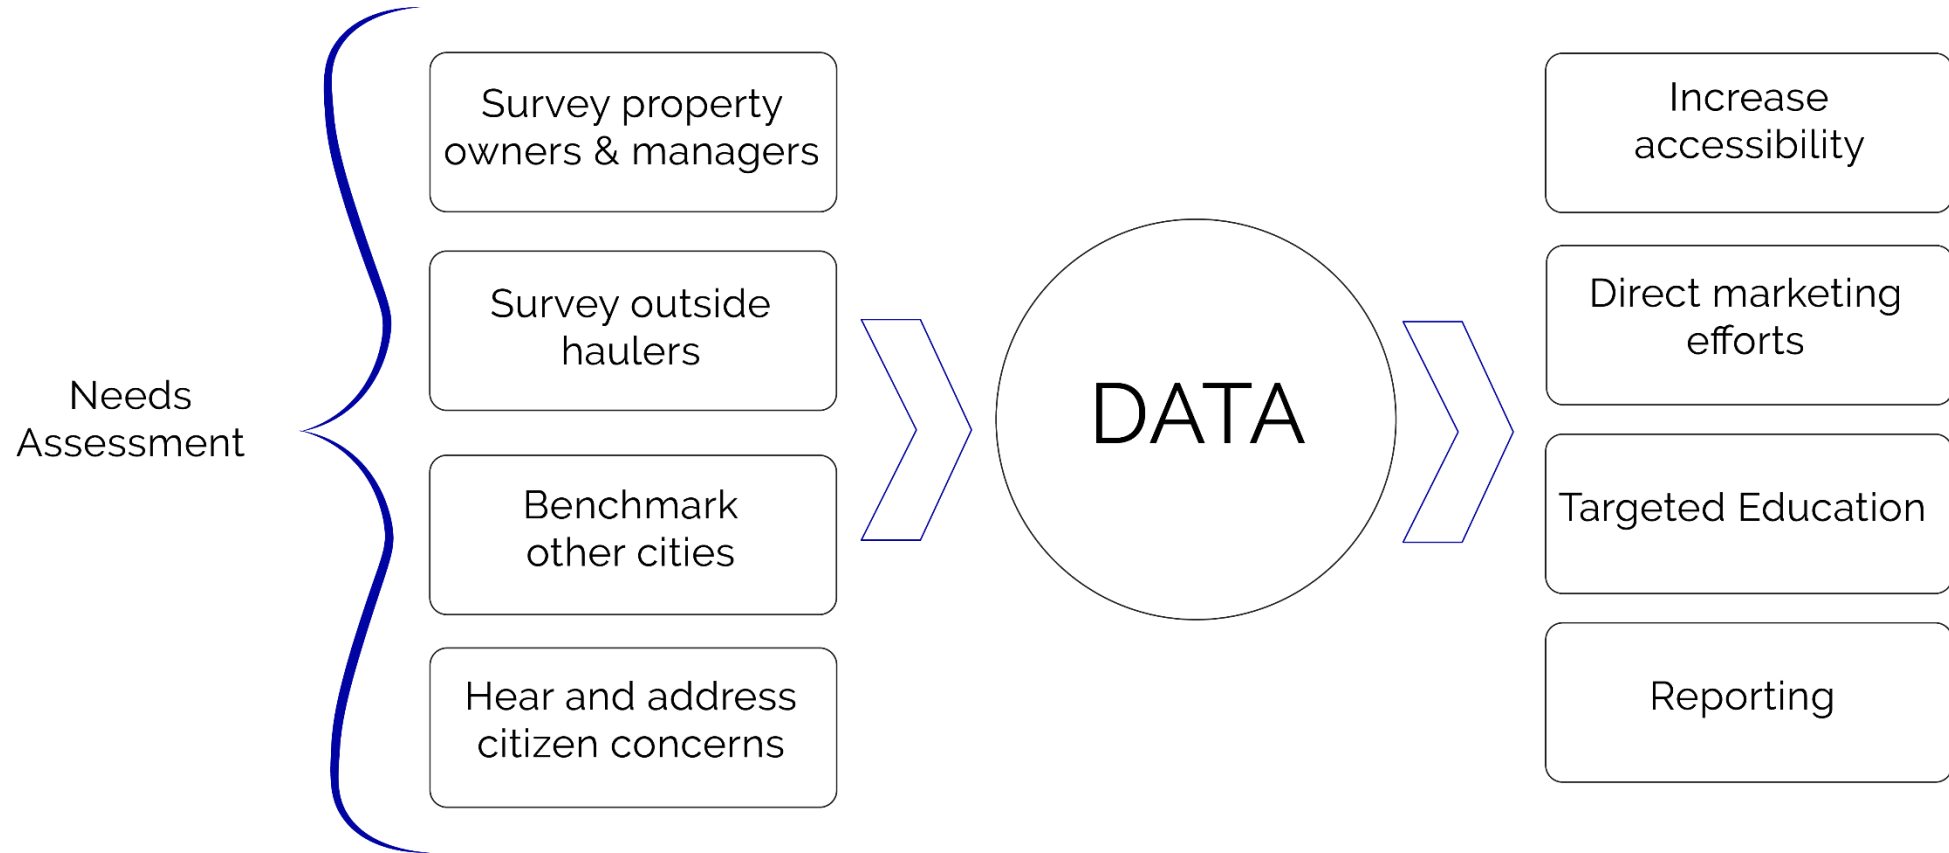 Needs
Assessment
Survey property
owners & managers
Survey outside
haulers
Benchmark
other cities
Hear and address
citizen concerns
DATA
Increase
accessibility
Direct marketing
efforts
Targeted Education
Reporting